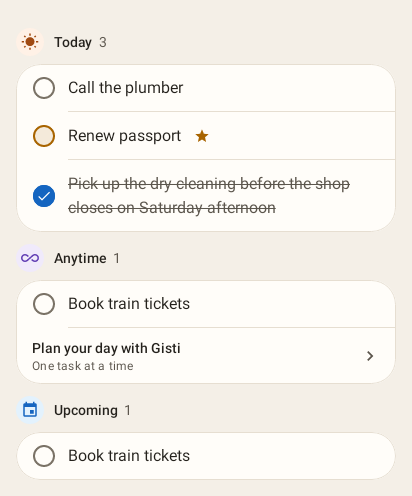 Today 3
Call the plumber
Renew passport
Pick up the dry cleaning before the shop
closes on Saturday afternoon
Anytime 1
Book train tickets
Plan your day with Gisti
One task at a time
Upcoming 1
Book train tickets